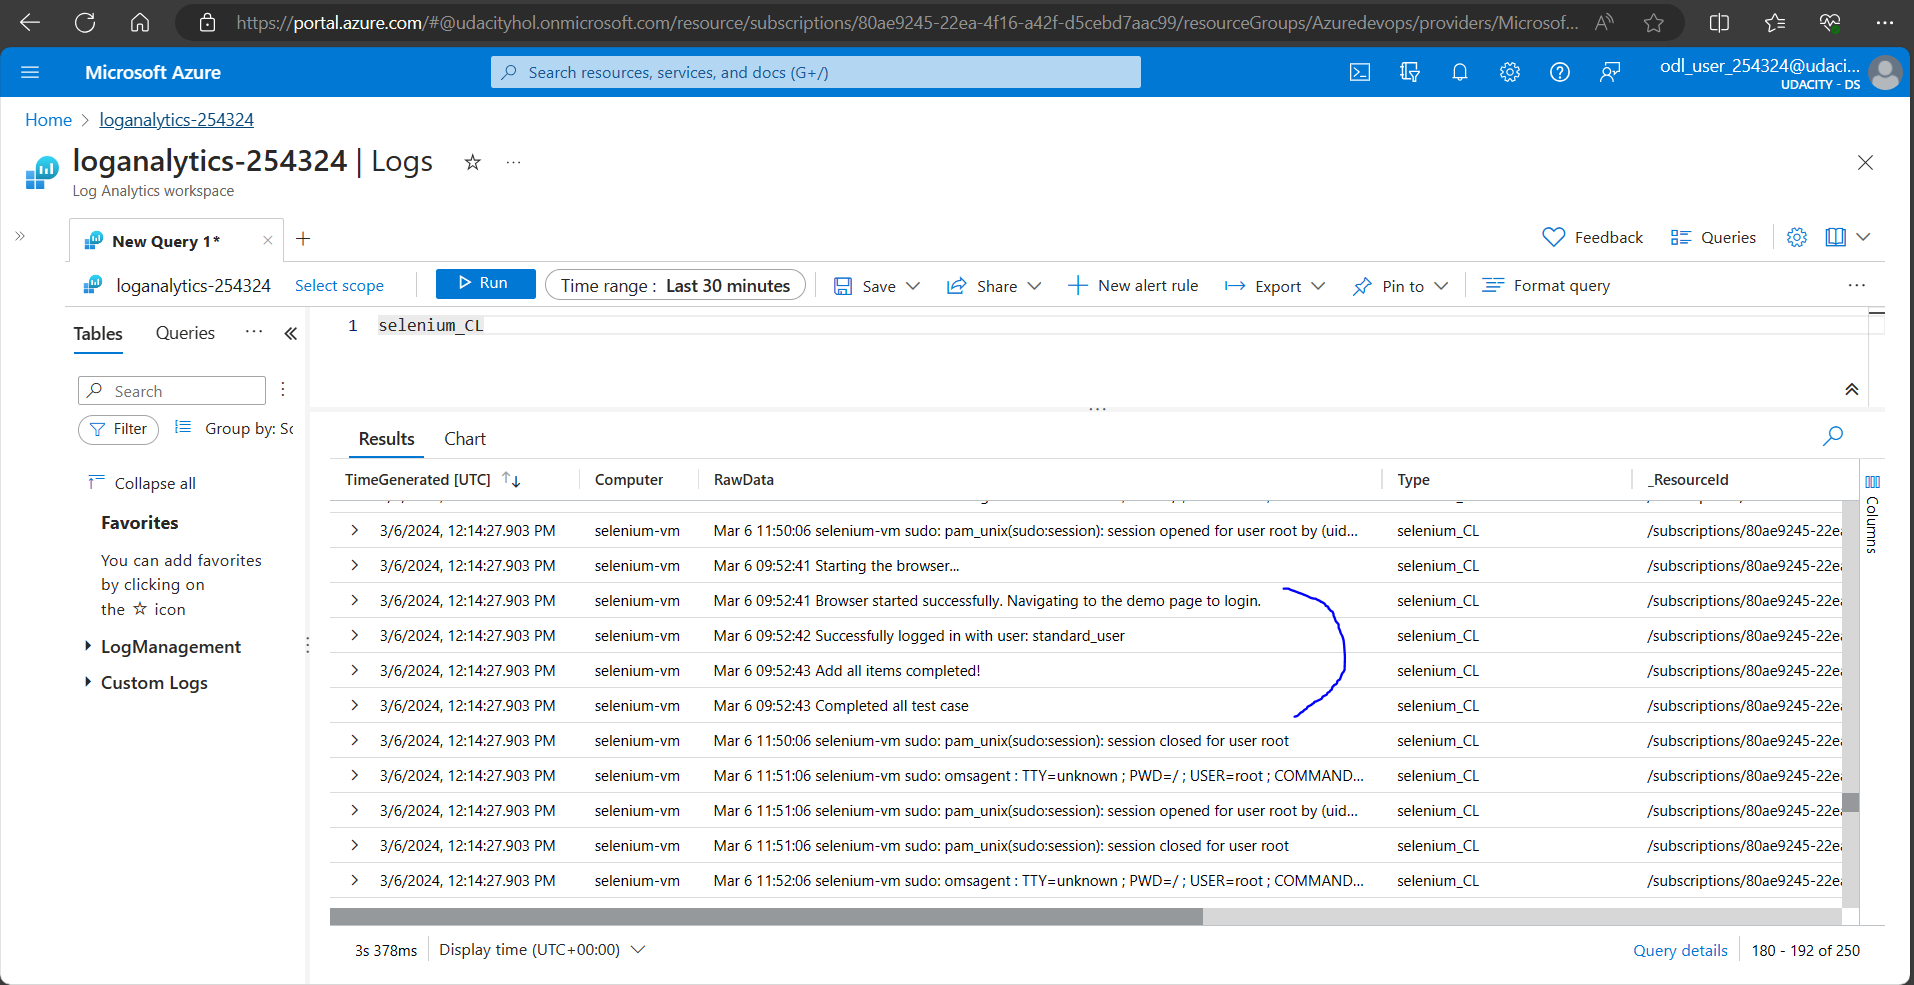 https://portal.azure.com/#@udacityhol.onmicrosoft.com/resource/subscriptions/80ae9245-22ea-4f16-a42f-d5cebd7aac99/resourceGroups/Azuredevops/providers/Microsof...
Microsoft Azure
Search resources, services, and docs (G+/)
odl_user_254324@udaci...
UDACITY - DS
Home > loganalytics-254324
loganalytics-254324 | Logs
Log Analytics workspace
New Query 1*
Feedback
Queries
loganalytics-254324
Select scope
Run
Time range : Last 30 minutes
Save
Share
New alert rule
Export
Pin to
Format query
Tables
Queries
1 selenium_CL
Search
Filter
Group by: Sc
Collapse all
Favorites
You can add favorites
by clicking on
the ☆ icon
LogManagement
Custom Logs
Results
Chart
TimeGenerated [UTC] Computer RawData Type _ResourceId
3/6/2024, 12:14:27.903 PM selenium-vm Mar 6 11:50:06 selenium-vm sudo: pam_unix(sudo:session): session opened for user root by (uid... selenium_CL /subscriptions/80ae9245-22ea
3/6/2024, 12:14:27.903 PM selenium-vm Mar 6 09:52:41 Starting the browser... selenium_CL /subscriptions/80ae9245-22ea
3/6/2024, 12:14:27.903 PM selenium-vm Mar 6 09:52:41 Browser started successfully. Navigating to the demo page to login. selenium_CL /subscriptions/80ae9245-22ea
3/6/2024, 12:14:27.903 PM selenium-vm Mar 6 09:52:42 Successfully logged in with user: standard_user selenium_CL /subscriptions/80ae9245-22ea
3/6/2024, 12:14:27.903 PM selenium-vm Mar 6 09:52:43 Add all items completed! selenium_CL /subscriptions/80ae9245-22ea
3/6/2024, 12:14:27.903 PM selenium-vm Mar 6 09:52:43 Completed all test case selenium_CL /subscriptions/80ae9245-22ea
3/6/2024, 12:14:27.903 PM selenium-vm Mar 6 11:50:06 selenium-vm sudo: pam_unix(sudo:session): session closed for user root selenium_CL /subscriptions/80ae9245-22ea
3/6/2024, 12:14:27.903 PM selenium-vm Mar 6 11:51:06 selenium-vm sudo: omsagent : TTY=unknown ; PWD=/ ; USER=root ; COMMAND... selenium_CL /subscriptions/80ae9245-22ea
3/6/2024, 12:14:27.903 PM selenium-vm Mar 6 11:51:06 selenium-vm sudo: pam_unix(sudo:session): session opened for user root by (uid... selenium_CL /subscriptions/80ae9245-22ea
3/6/2024, 12:14:27.903 PM selenium-vm Mar 6 11:51:06 selenium-vm sudo: pam_unix(sudo:session): session closed for user root selenium_CL /subscriptions/80ae9245-22ea
3/6/2024, 12:14:27.903 PM selenium-vm Mar 6 11:52:06 selenium-vm sudo: omsagent : TTY=unknown ; PWD=/ ; USER=root ; COMMAND... selenium_CL /subscriptions/80ae9245-22ea
Columns
3s 378ms
Display time (UTC+00:00)
Query details
180 - 192 of 250